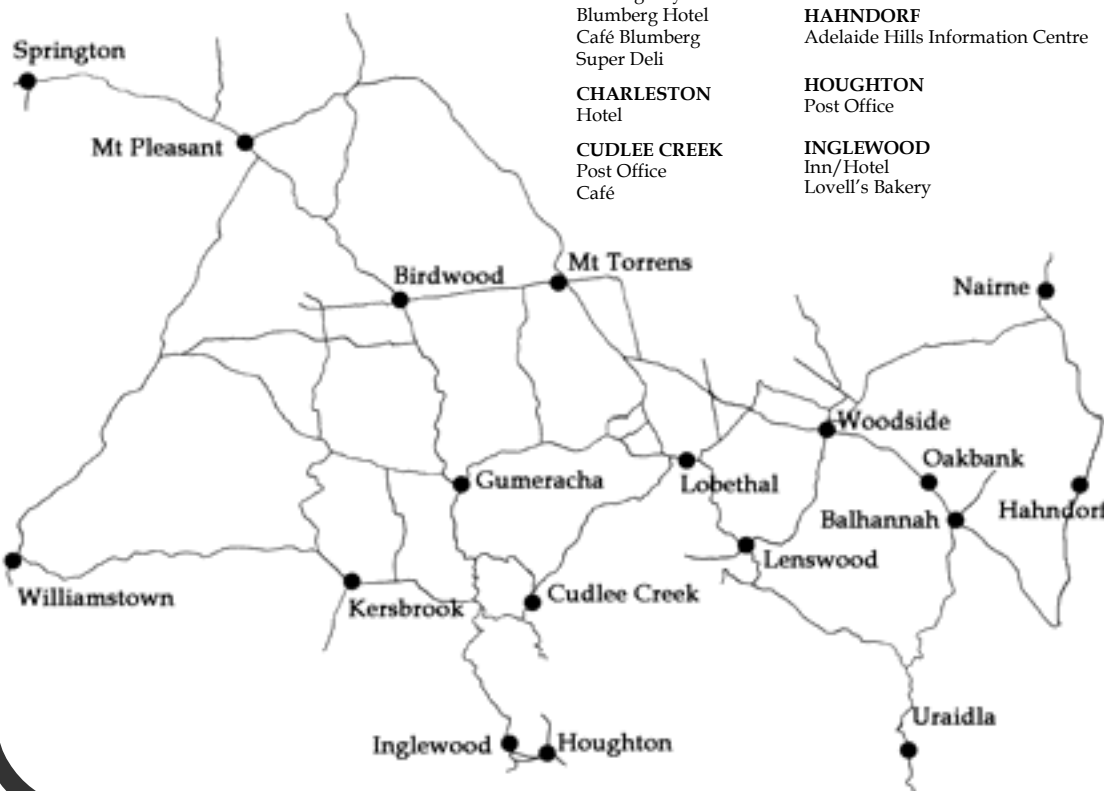 Blumberg Hotel
Café Blumberg
Super Deli
CHARLESTON
Hotel
CUDLEE CREEK
Post Office
Café
HAHNDORF
Adelaide Hills Information Centre
HOUGHTON
Post Office
INGLEWOOD
Inn/Hotel
Lovell's Bakery
Springton
Mt Pleasant
Birdwood
Mt Torrens
Nairne
Woodside
Oakbank
Gumeracha
Lobethal
Hahndorf
Balhannah
Lenswood
Williamstown
Kersbrook
Cudlee Creek
Uraidla
Inglewood
Houghton